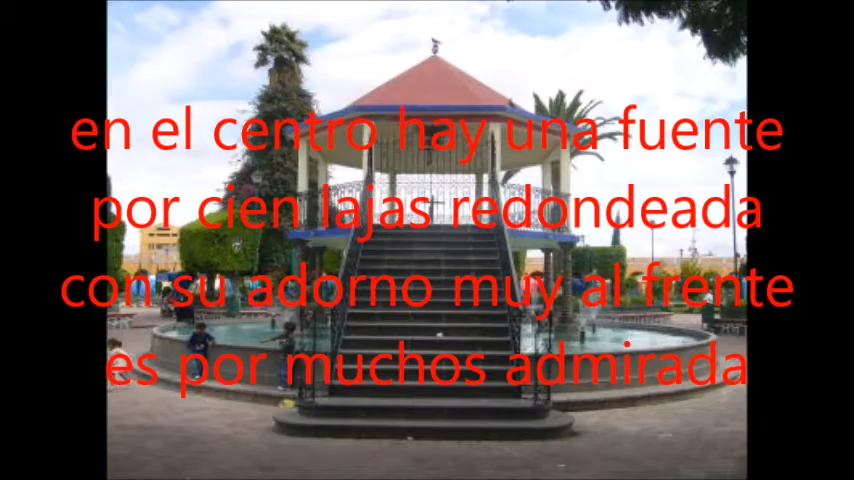 en el centro hay una fuente
por cien lajas redondeada
con su adorno muy al frente
es por muchos admirada